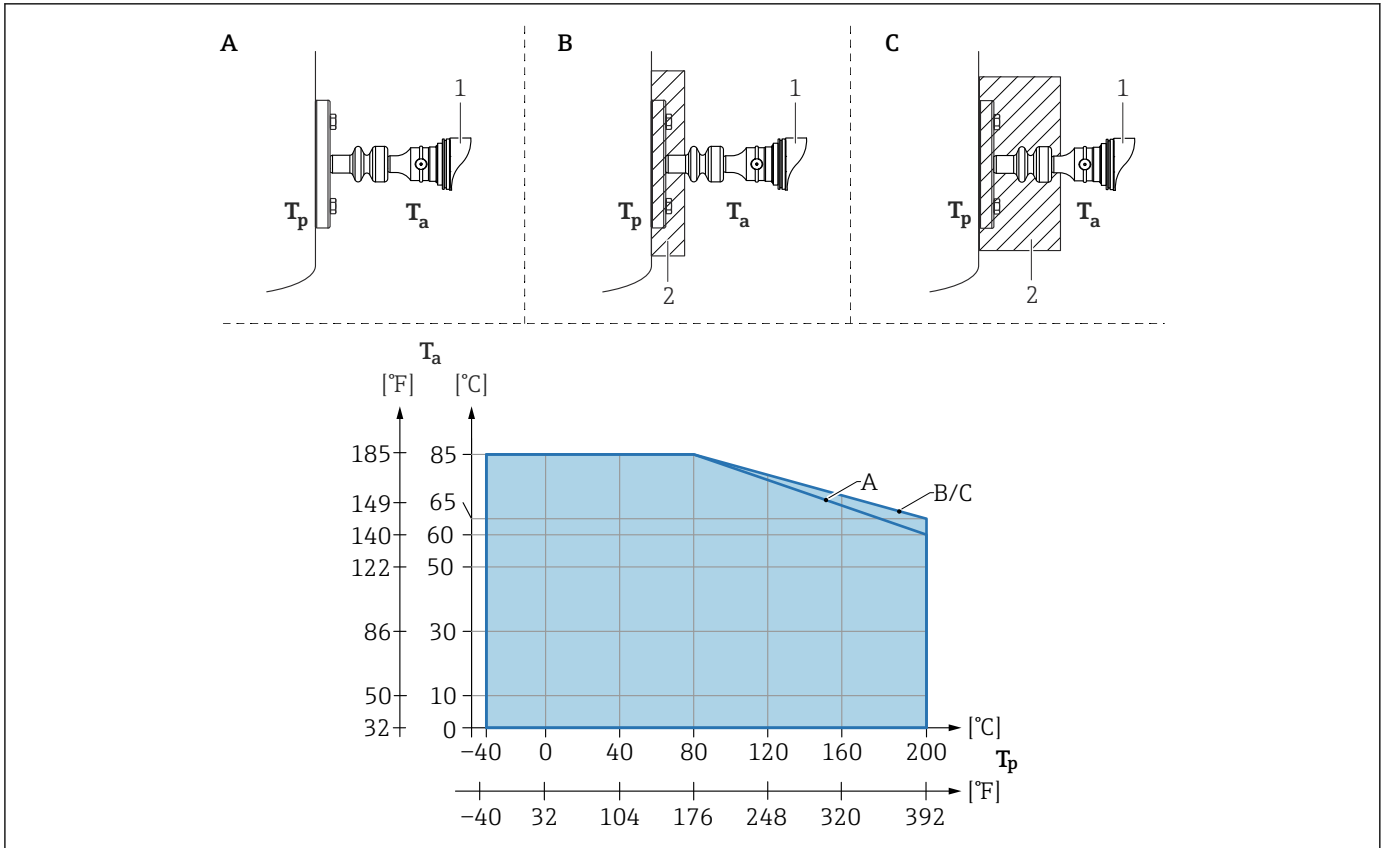 A B C
1 1 1
Tp Ta Tp Ta Tp Ta
2 2 2
Ta
[°F] [°C]
185 85
149 65
140 60
122 50
86 30
50 10
32 0
A
B/C
−40 0 40 80 120 160 200 [°C]
Tp
−40 32 104 176 248 320 392 [°F]